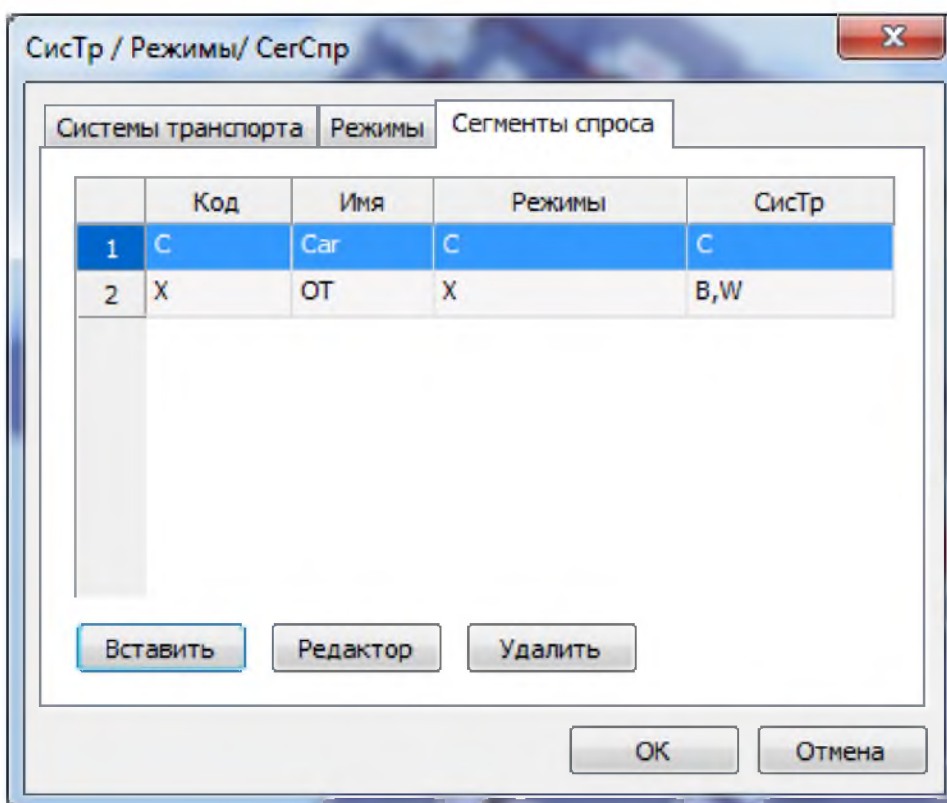 СисТр / Режимы/ СегСпр
Системы транспорта Режимы Сегменты спроса
Код Имя Режимы СисТр
1 C Car C C
2 X ОТ X B,W
Вставить Редактор Удалить
OK Отмена